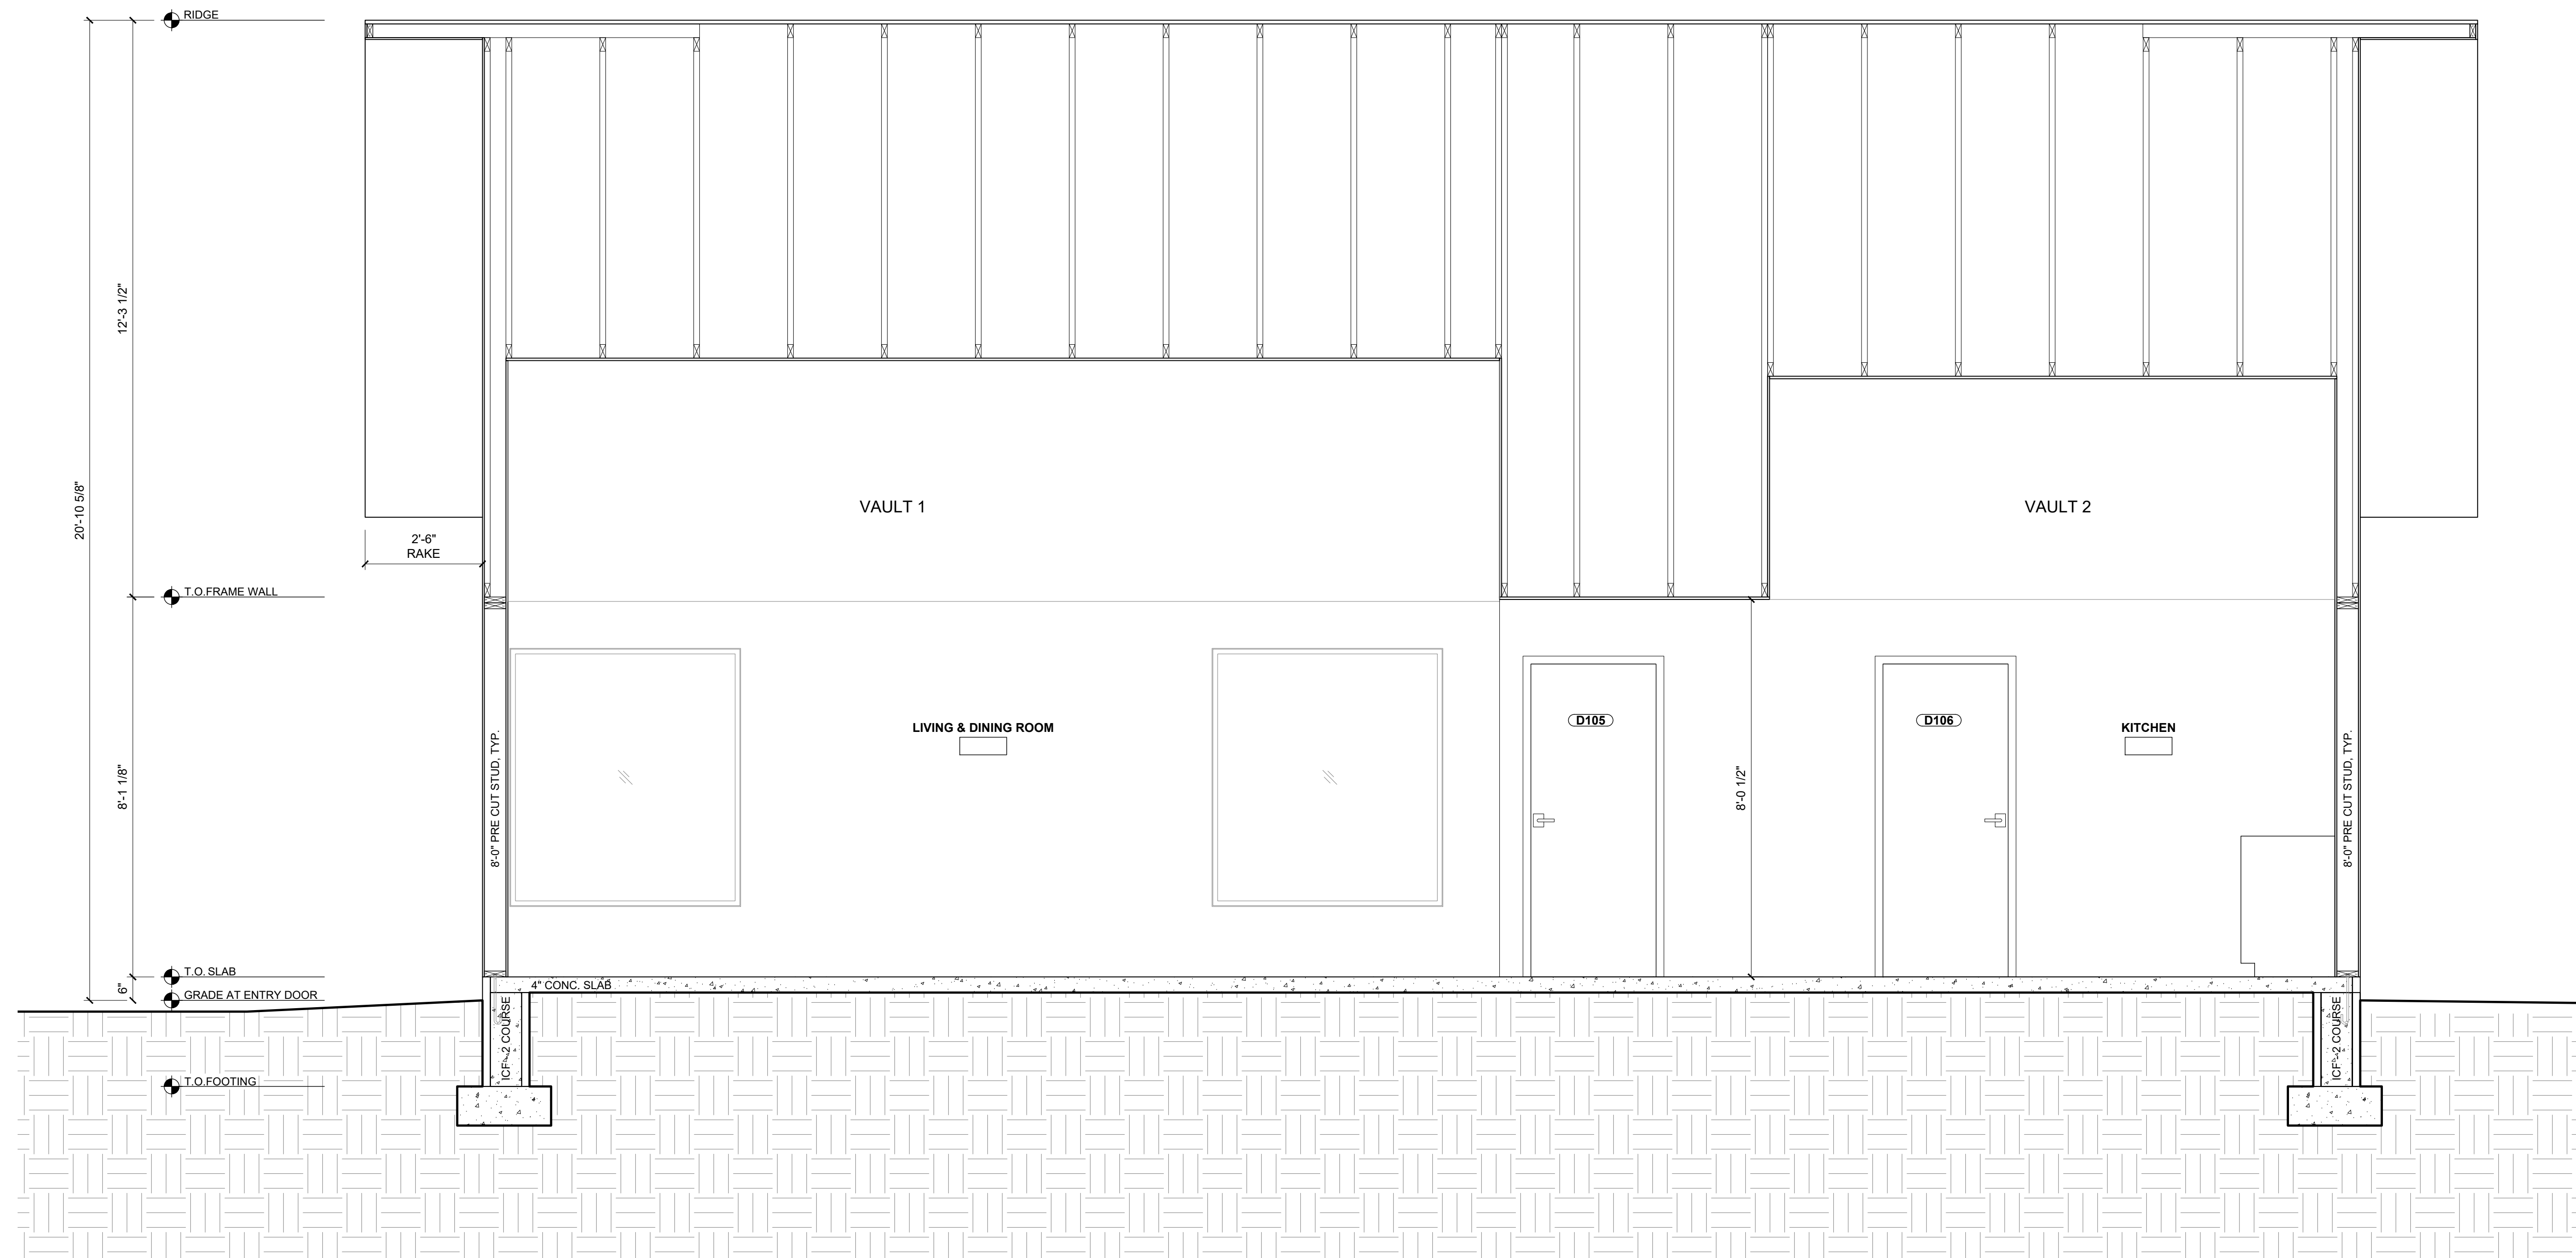 RIDGE
12'-3 1/2"
20'-10 5/8"
VAULT 1
VAULT 2
2'-6"
RAKE
T.O.FRAME WALL
D105
D106
LIVING & DINING ROOM
KITCHEN
8'-0" PRE CUT STUD, TYP.
8'-0" PRE CUT STUD, TYP.
8'-1 1/8"
8'-0 1/2"
T.O. SLAB
6"
4" CONC. SLAB
GRADE AT ENTRY DOOR
ICF -2 COURSE
ICF -2 COURSE
T.O.FOOTING